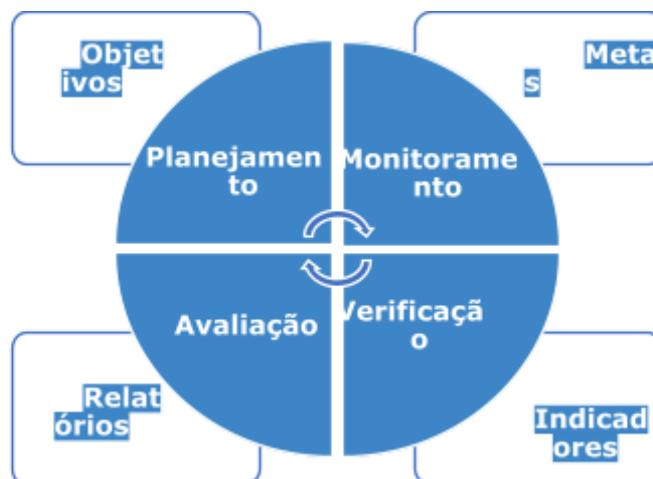 Objet
ivos
Meta
s
Planejamen
to
Monitorame
nto
Avaliação
Verificaçã
o
Relat
órios
Indicad
ores